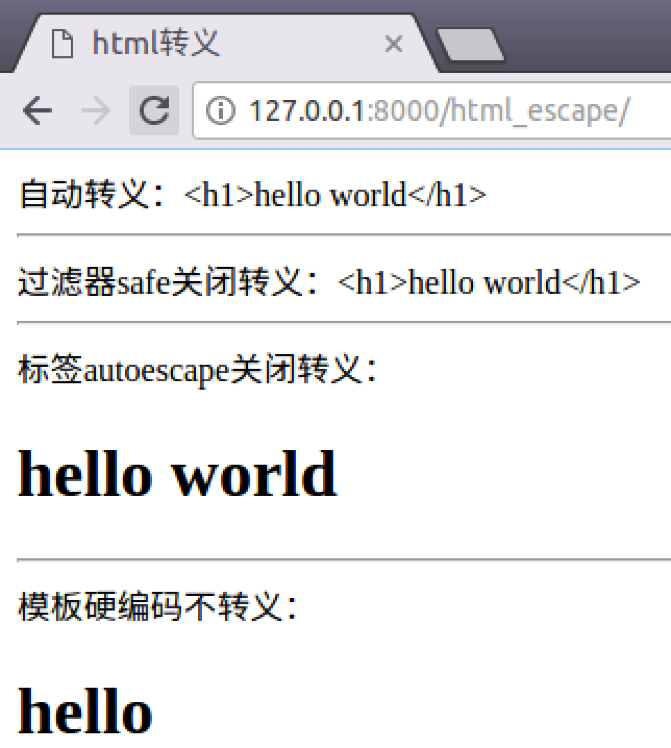 html转义
127.0.0.1:8000/html_escape/
自动转义：<h1>hello world</h1>
过滤器safe关闭转义：<h1>hello world</h1>
标签autoescape关闭转义：
hello world
模板硬编码不转义：
hello